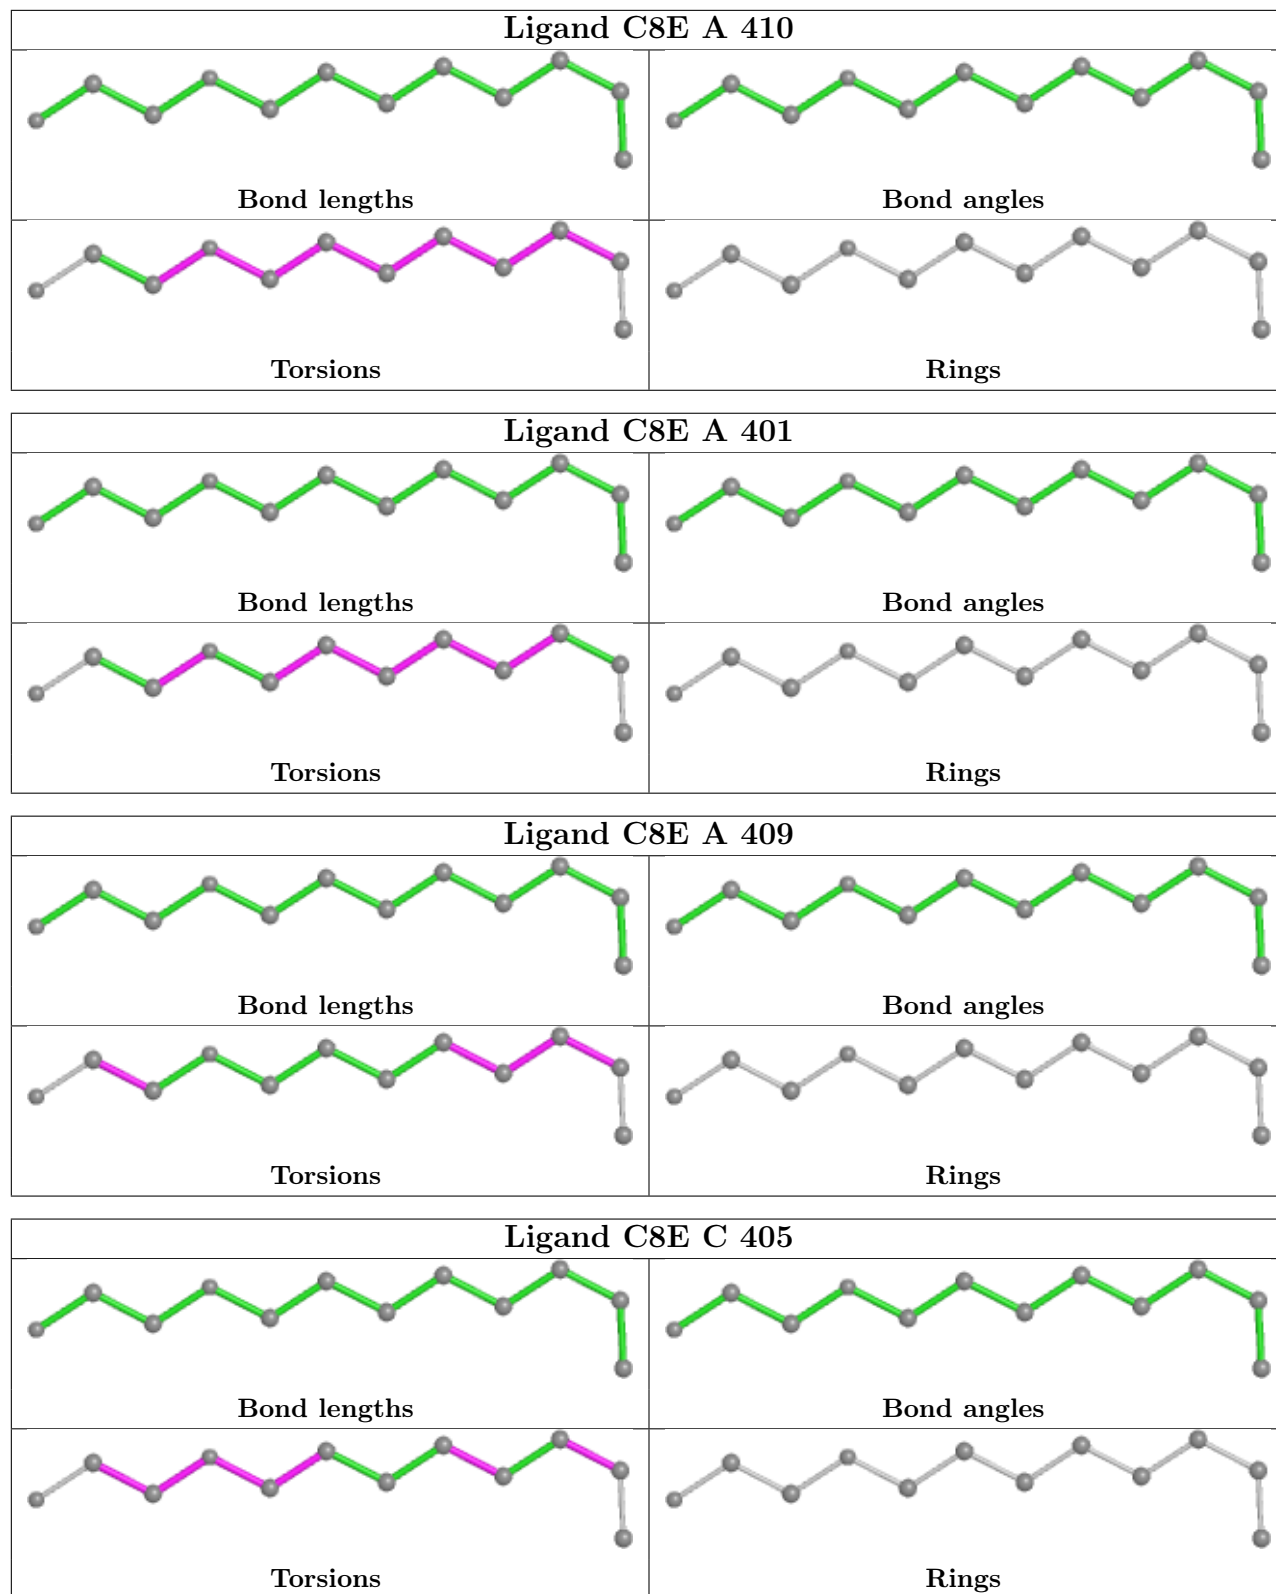 Ligand C8E A 410
Bond lengths
Bond angles
Torsions
Rings
Ligand C8E A 401
Bond lengths
Bond angles
Torsions
Rings
Ligand C8E A 409
Bond lengths
Bond angles
Torsions
Rings
Ligand C8E C 405
Bond lengths
Bond angles
Torsions
Rings